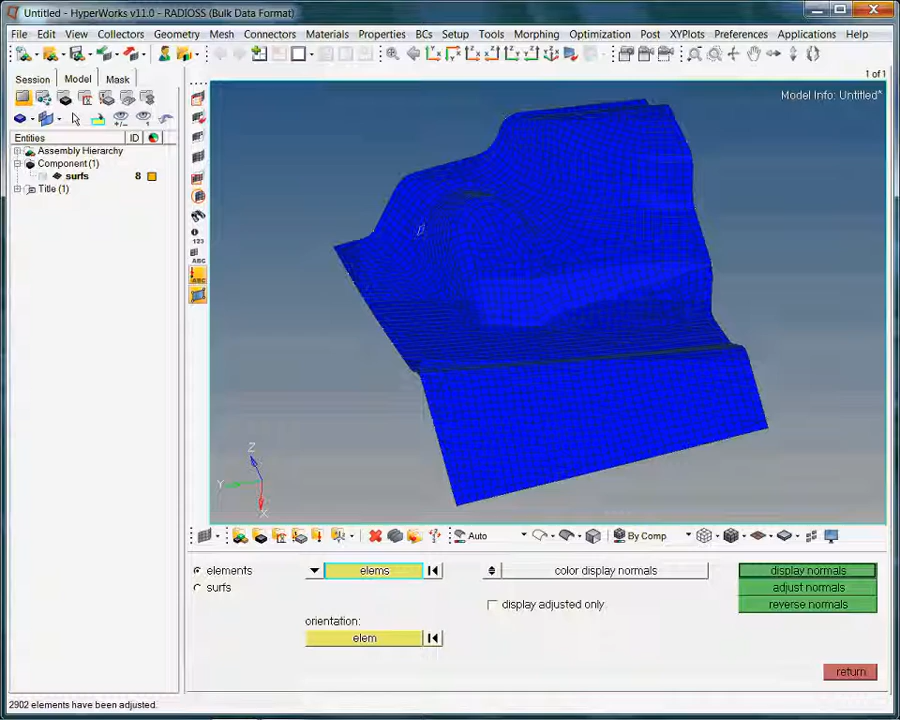 Untitled - HyperWorks v11.0 - RADIOSS (Bulk Data Format)
File Edit View Collectors Geometry Mesh Connectors Materials Properties BCs Setup Tools Morphing Optimization Post XYPlots Preferences Applications Help
1 of 1
Session Model Mask
Model Info: Untitled*
Entities ID
Assembly Hierarchy
Component (1)
surfs 8
Title (1)
123
ABC
ABC
Z
Y
X
Auto By Comp
elements elems color display normals display normals
surfs adjust normals
display adjusted only reverse normals
orientation:
elem
return
2902 elements have been adjusted.